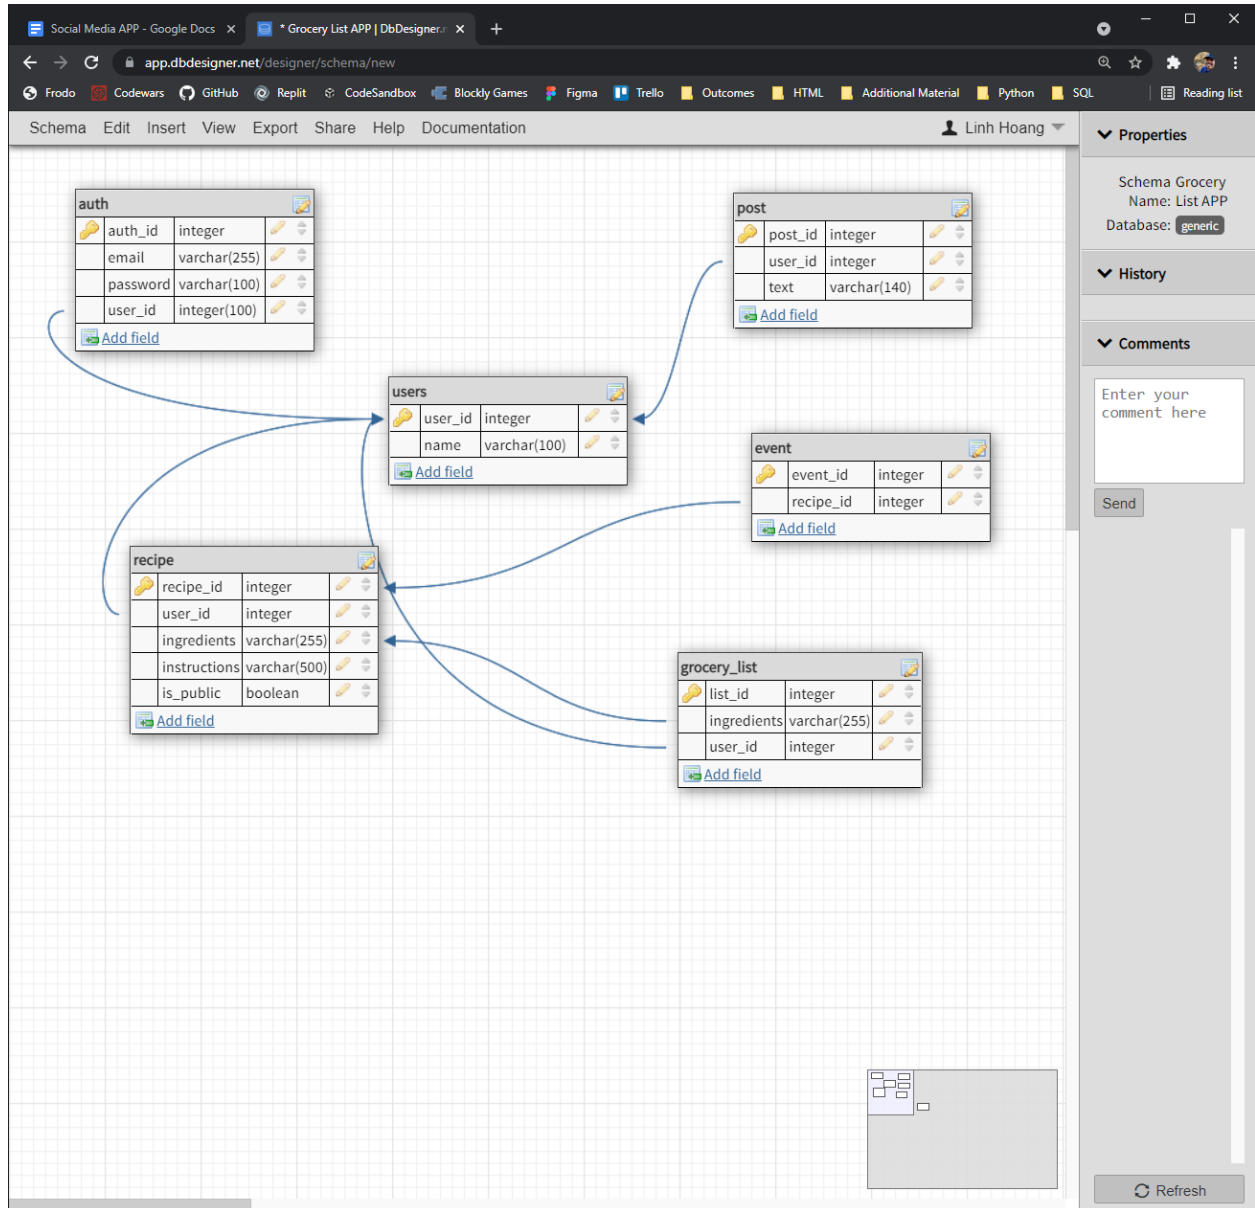 Social Media APP - Google Docs
* Grocery List APP | DbDesigner.n
app.dbdesigner.net/designer/schema/new
Frodo Codewars GitHub Replit CodeSandbox Blockly Games Figma Trello Outcomes HTML Additional Material Python SQL Reading list
Schema Edit Insert View Export Share Help Documentation Linh Hoang
Properties
Schema Name: Grocery List APP
Database: generic
History
Comments
Enter your
comment here
Send
Refresh
auth
auth_id integer
email varchar(255)
password varchar(100)
user_id integer(100)
Add field
post
post_id integer
user_id integer
text varchar(140)
Add field
users
user_id integer
name varchar(100)
Add field
event
event_id integer
recipe_id integer
Add field
recipe
recipe_id integer
user_id integer
ingredients varchar(255)
instructions varchar(500)
is_public boolean
Add field
grocery_list
list_id integer
ingredients varchar(255)
user_id integer
Add field